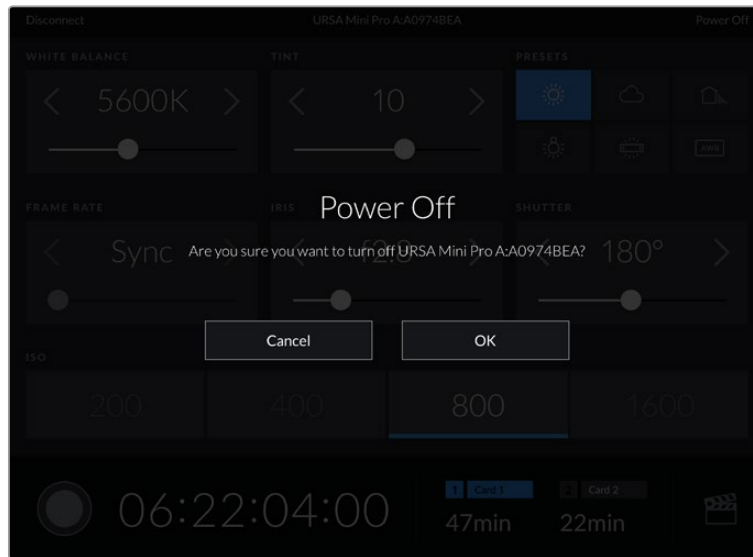 Disconnect URSA Mini Pro A:A0974BEA Power Off
WHITE BALANCE TINT PRESETS
5600K 10
AWB
FRAME RATE IRIS SHUTTER
Power Off
Sync f2.8 180°
Are you sure you want to turn off URSA Mini Pro A:A0974BEA?
Cancel OK
ISO
200 400 800 1600
1 Card 1 2 Card 2
06:22:04:00 47min 22min